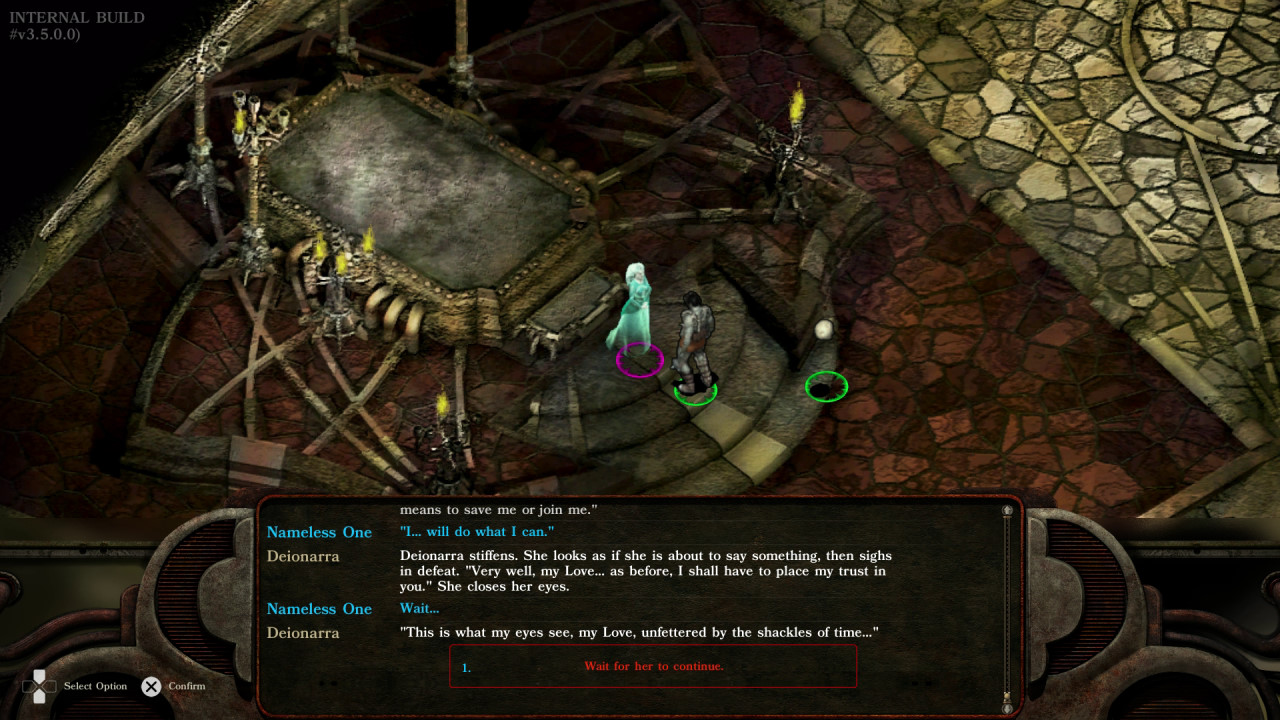 INTERNAL BUILD
#v3.5.0.0)
means to save me or join me."
Nameless One "I... will do what I can."
Deionarra Deionarra stiffens. She looks as if she is about to say something, then sighs
in defeat. "Very well, my Love... as before, I shall have to place my trust in
you." She closes her eyes.
Nameless One Wait...
Deionarra "This is what my eyes see, my Love, unfettered by the shackles of time..."
1. Wait for her to continue.
Select Option Confirm